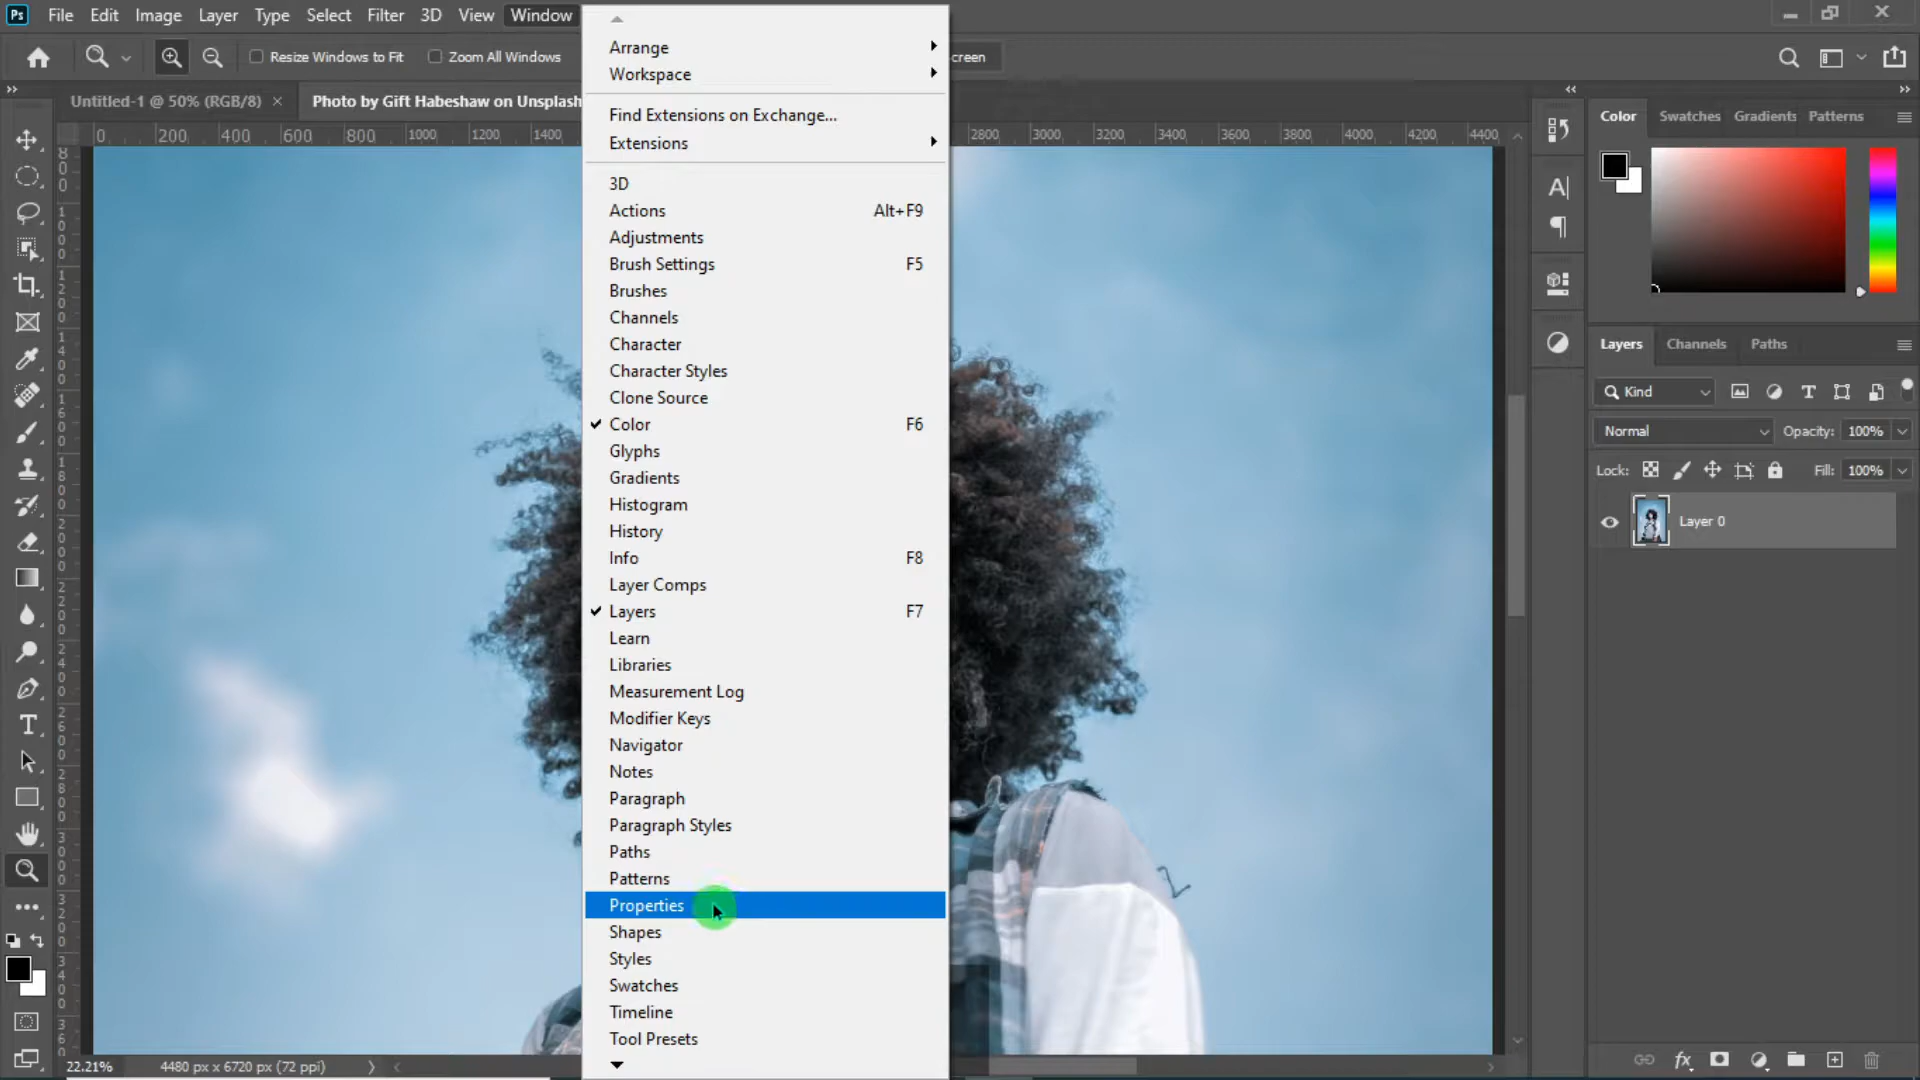 Ps File Edit Image Layer Type Select Filter 3D View Window
Resize Windows to Fit Zoom All Windows creen
Untitled-1 @ 50% (RGB/8) × Photo by Gift Habeshaw on Unsplash
0 200 400 600 800 1000 1200 1400 2800 3000 3200 3400 3600 3800 4000 4200 4400
Arrange
Workspace
Find Extensions on Exchange...
Extensions
3D
Actions Alt+F9
Adjustments
Brush Settings F5
Brushes
Channels
Character
Character Styles
Clone Source
Color F6
Glyphs
Gradients
Histogram
History
Info F8
Layer Comps
Layers F7
Learn
Libraries
Measurement Log
Modifier Keys
Navigator
Notes
Paragraph
Paragraph Styles
Paths
Patterns
Properties
Shapes
Styles
Swatches
Timeline
Tool Presets
Color Swatches Gradients Patterns
Layers Channels Paths
Kind
Normal Opacity: 100%
Lock: Fill: 100%
Layer 0
22.21% 4480 px x 6720 px (72 ppi)